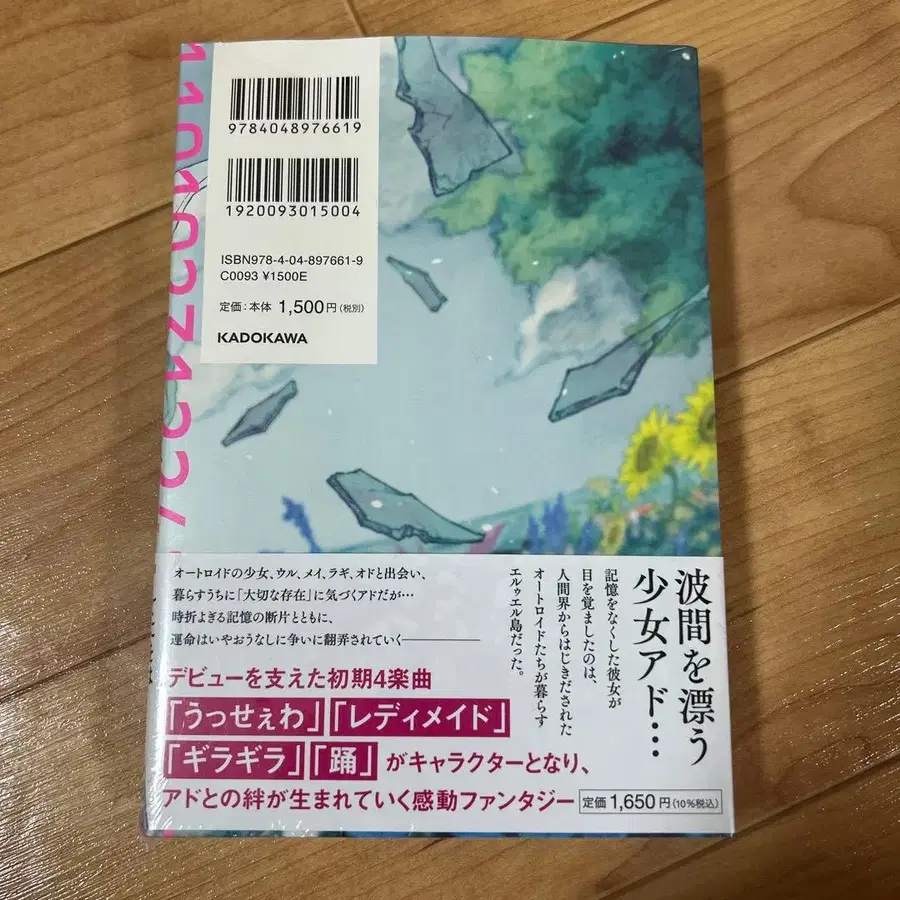 9784048976619
1920093015004
ISBN978-4-04-897661-9
C0093 ¥1500E
定価:本体 1,500円(税別)
KADOKAWA
波間を漂う
少女アド…
記憶をなくした彼女が
目を覚ましたのは、
人間界からはじきだされた
オートロイドたちが暮らす
エルゥエル島だった。
オートロイドの少女、ウル、メイ、ラギ、オドと出会い、
暮らすうちに「大切な存在」に気づくアドだが…
時折よぎる記憶の断片とともに、
運命はいやおうなしに争いに翻弄されていく────
デビューを支えた初期4楽曲
「うっせぇわ」「レディメイド」
「ギラギラ」「踊」がキャラクターとなり、
アドとの絆が生まれていく感動ファンタジー
定価 1,650円(10%税込)